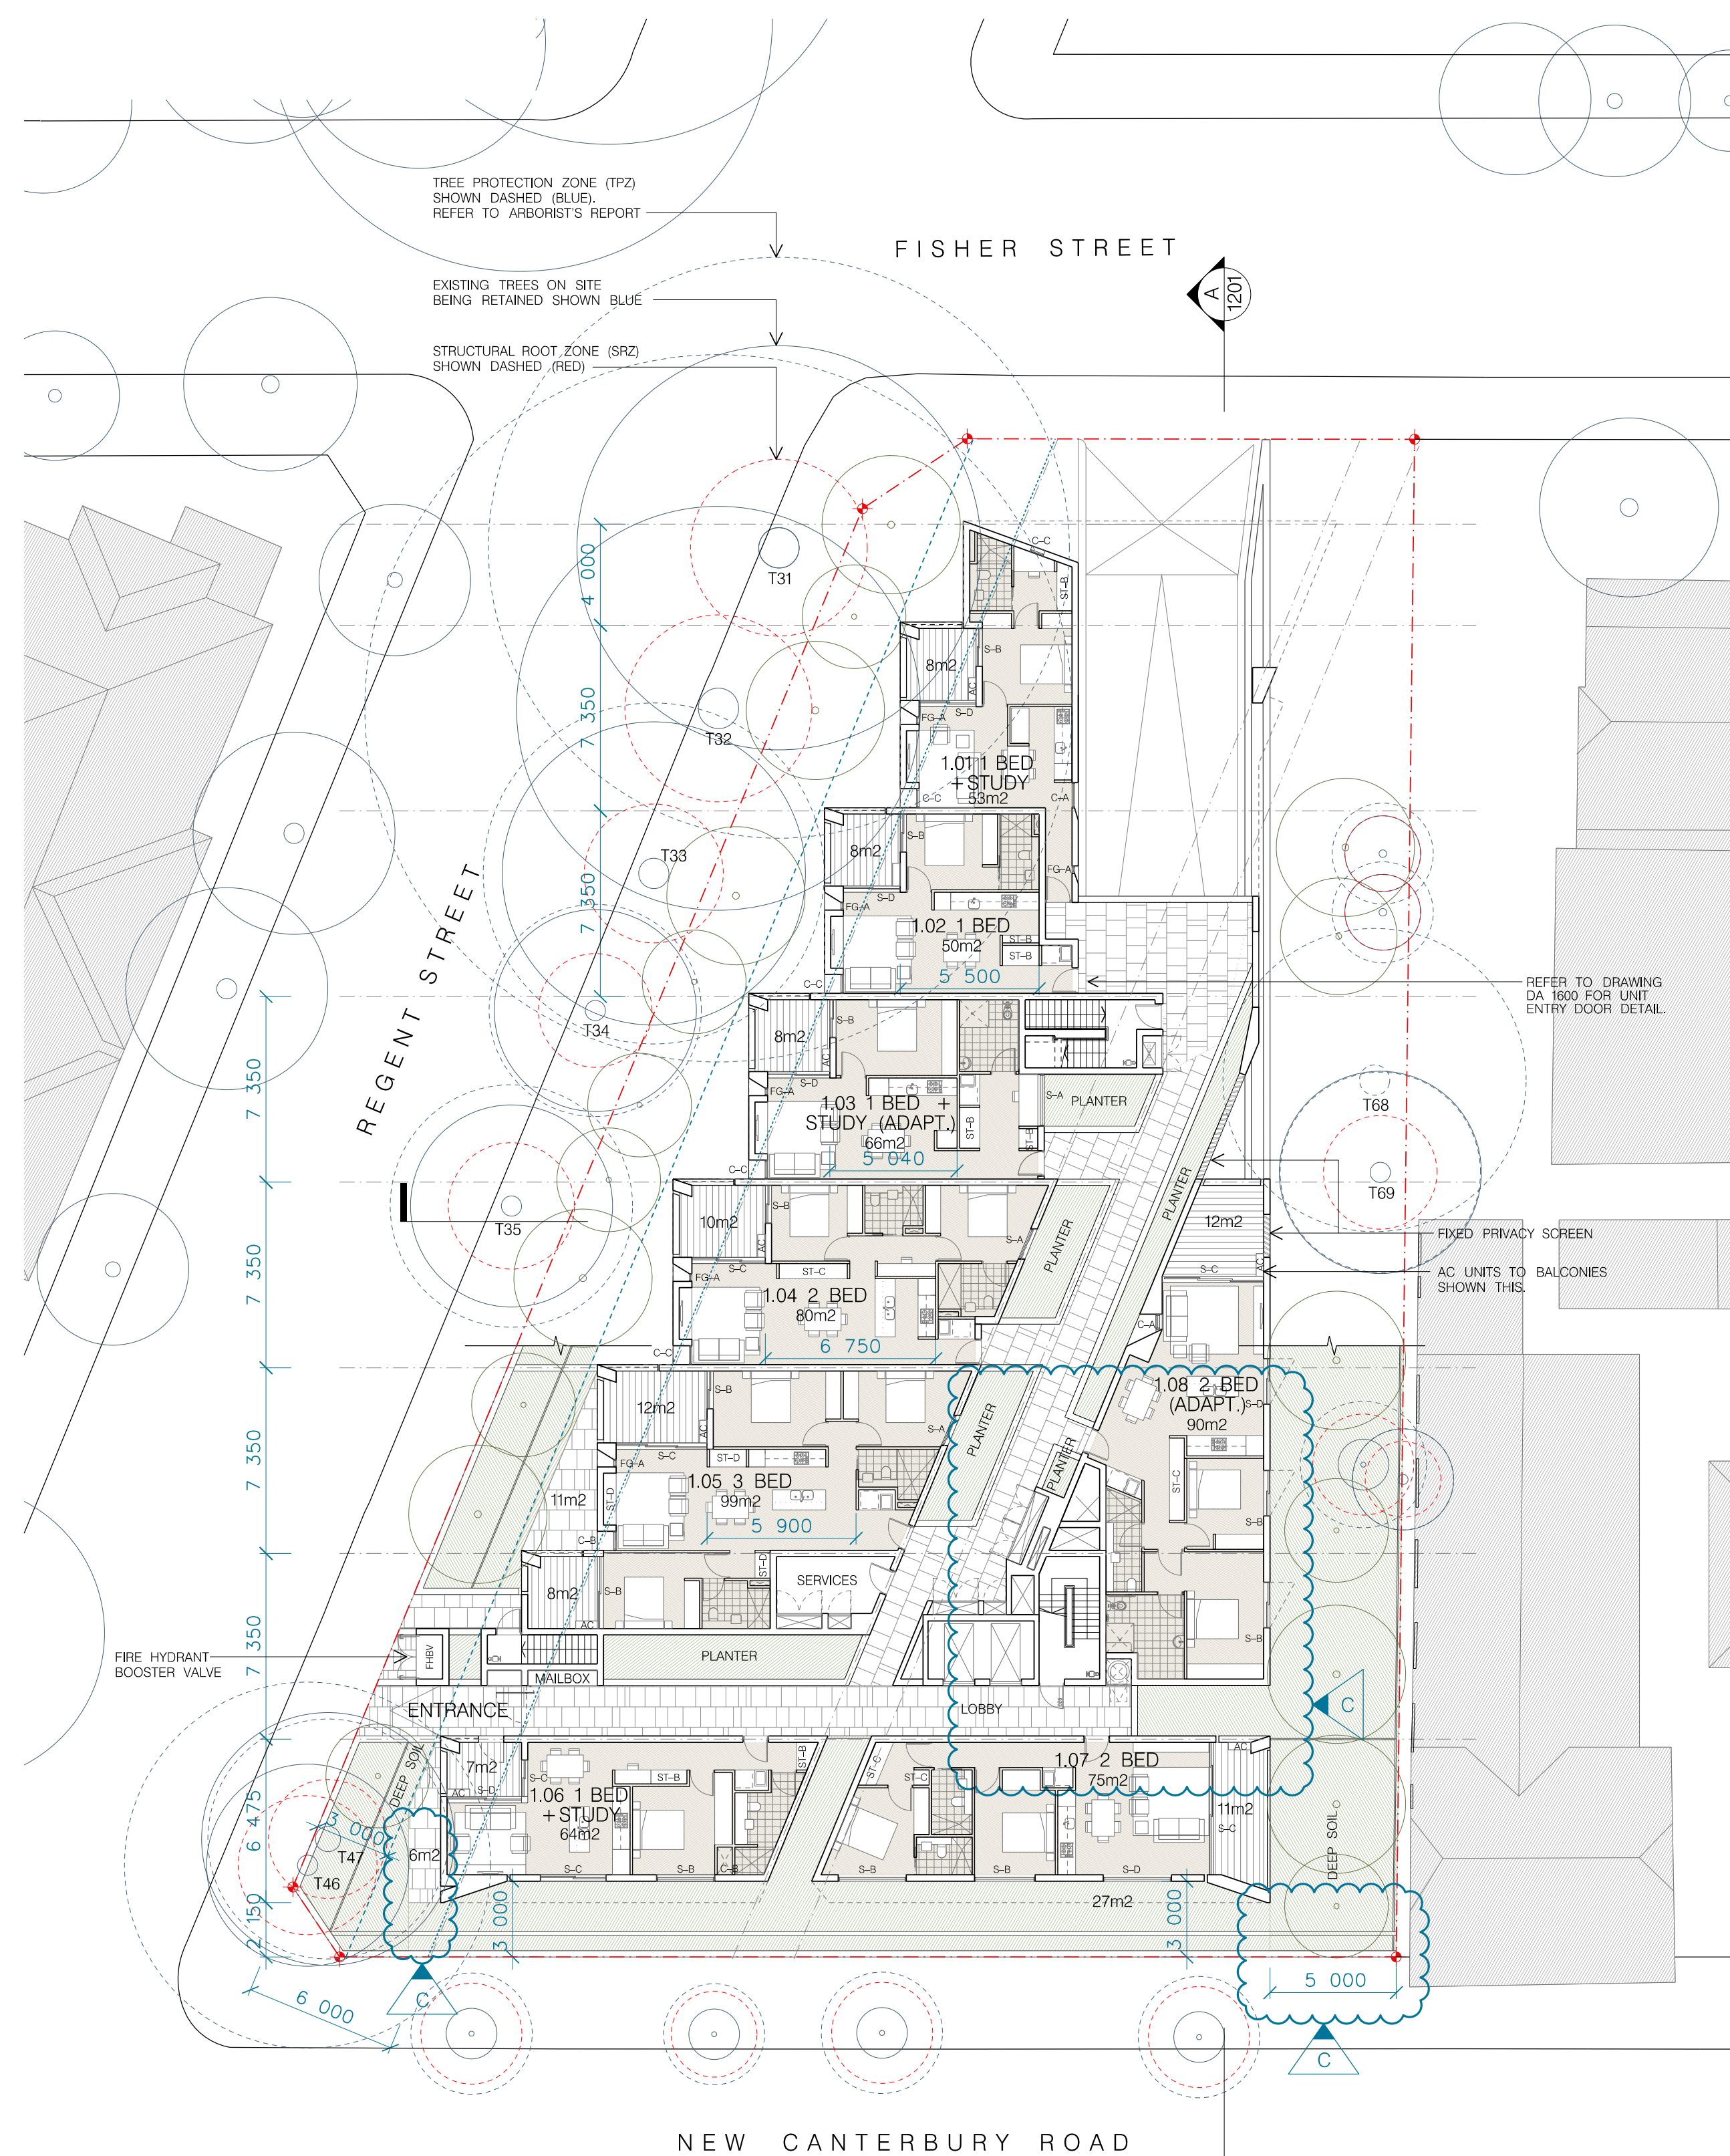 TREE PROTECTION ZONE (TPZ)
SHOWN DASHED (BLUE).
REFER TO ARBORIST'S REPORT
FISHER STREET
EXISTING TREES ON SITE
BEING RETAINED SHOWN BLUE
A
1201
STRUCTURAL ROOT ZONE (SRZ)
SHOWN DASHED (RED)
4 000
T31
C-C
ST-B
8m2
S-B
AC
7 350
T32
FG-A
S-D
1.01 1 BED
+STUDY
53m2
C-C
C-A
T33
8m2
S-B
FG-A
7 350
FG-A
S-D
1.02 1 BED
50m2
ST-B
ST-B
5 500
C-C
REFER TO DRAWING
DA 1600 FOR UNIT
ENTRY DOOR DETAIL.
REGENT STREET
T34
8m2
S-B
AC
7 350
FG-A
S-D
S-A
PLANTER
T68
1.03 1 BED +
STUDY (ADAPT.)
66m2
ST-B
ST-B
5 040
C-C
PLANTER
T69
T35
10m2
S-B
AC
S-A
PLANTER
12m2
AC
FIXED PRIVACY SCREEN
7 350
FG-A
S-C
ST-C
S-C
AC UNITS TO BALCONIES
SHOWN THIS.
1.04 2 BED
80m2
6 750
C-C
C-A
12m2
S-B
AC
S-A
PLANTER
1.08 2 BED
(ADAPT.)
90m2
S-D
7 350
FG-A
S-C
ST-D
PLANTER
1.05 3 BED
99m2
ST-D
11m2
5 900
C-B
ST-C
S-B
8m2
S-B
AC
ST-D
SERVICES
7 350
S-B
FIRE HYDRANT
BOOSTER VALVE
FHBV
PLANTER
MAILBOX
ENTRANCE
LOBBY
C
DEEP SOIL
7m2
AC
S-D
S-C
ST-B
ST-B
ST-C
ST-C
1.07 2 BED
75m2
AC
6 475
1.06 1 BED
+STUDY
64m2
11m2
S-C
3 000
T47
6m2
T46
S-C
S-B
C-B
S-B
S-B
S-D
DEEP SOIL
27m2
2 150
3 000
3 000
5 000
6 000
C
C
NEW CANTERBURY ROAD